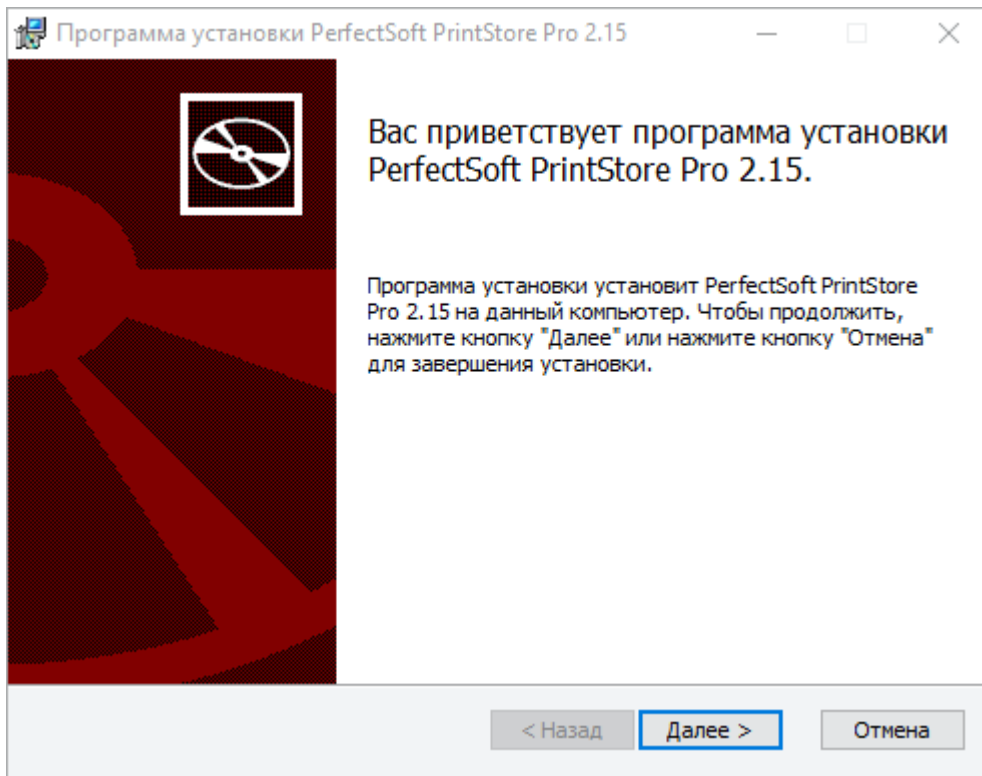 Программа установки PerfectSoft PrintStore Pro 2.15
Вас приветствует программа установки
PerfectSoft PrintStore Pro 2.15.
Программа установки установит PerfectSoft PrintStore
Pro 2.15 на данный компьютер. Чтобы продолжить,
нажмите кнопку "Далее" или нажмите кнопку "Отмена"
для завершения установки.
< Назад
Далее >
Отмена